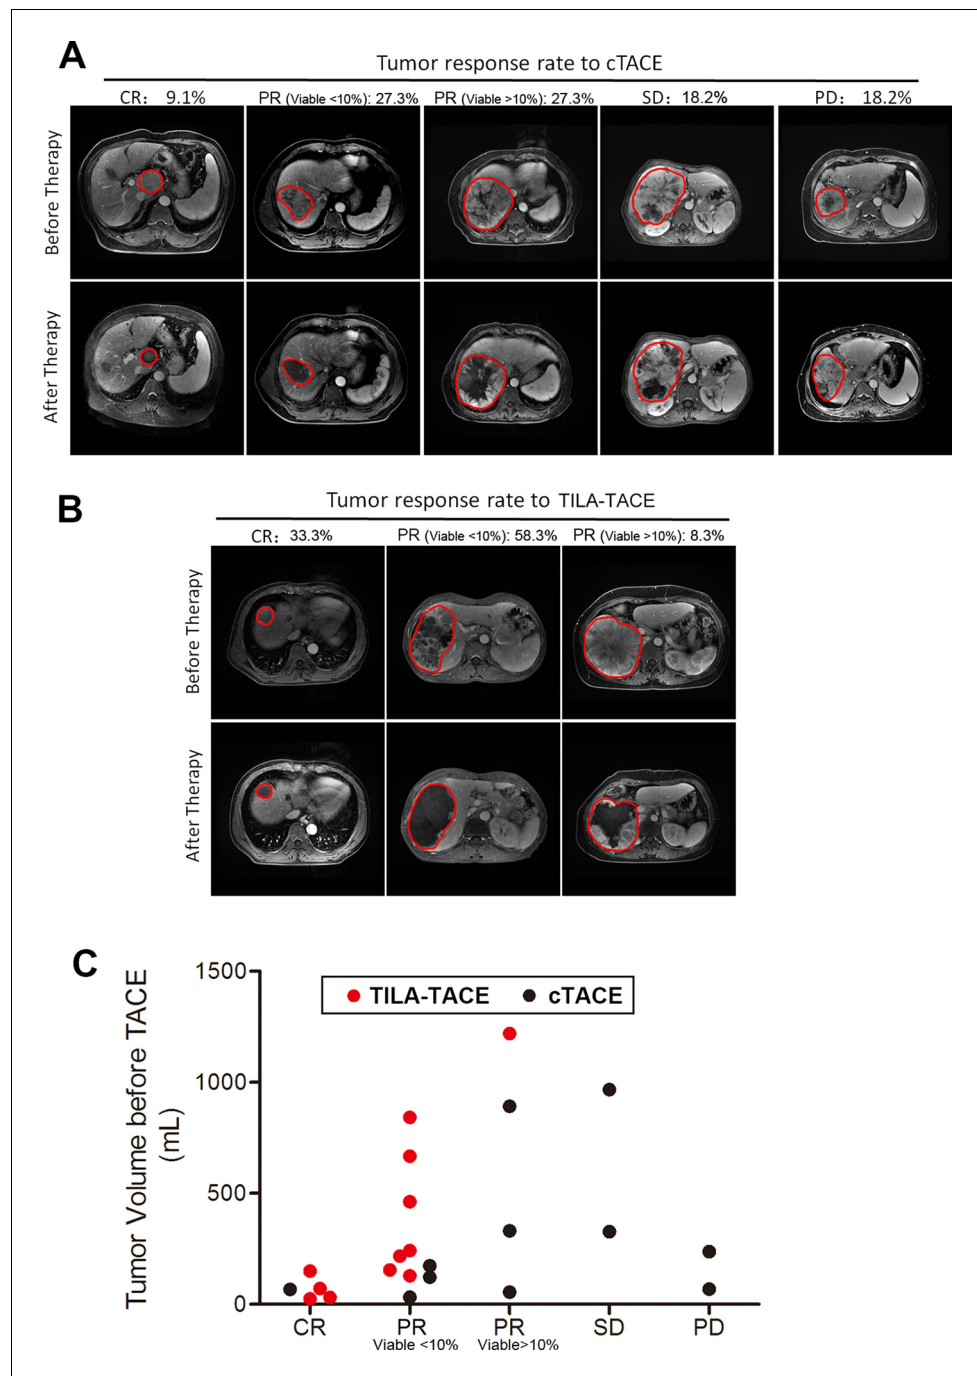 A
Tumor response rate to cTACE
CR: 9.1%
PR (Viable <10%): 27.3%
PR (Viable >10%): 27.3%
SD: 18.2%
PD: 18.2%
Before Therapy
After Therapy
B
Tumor response rate to TILA-TACE
CR: 33.3%
PR (Viable <10%): 58.3%
PR (Viable >10%): 8.3%
Before Therapy
After Therapy
C
Tumor Volume before TACE
(mL)
1500
1000
500
0
TILA-TACE
cTACE
CR
PR
Viable <10%
PR
Viable>10%
SD
PD